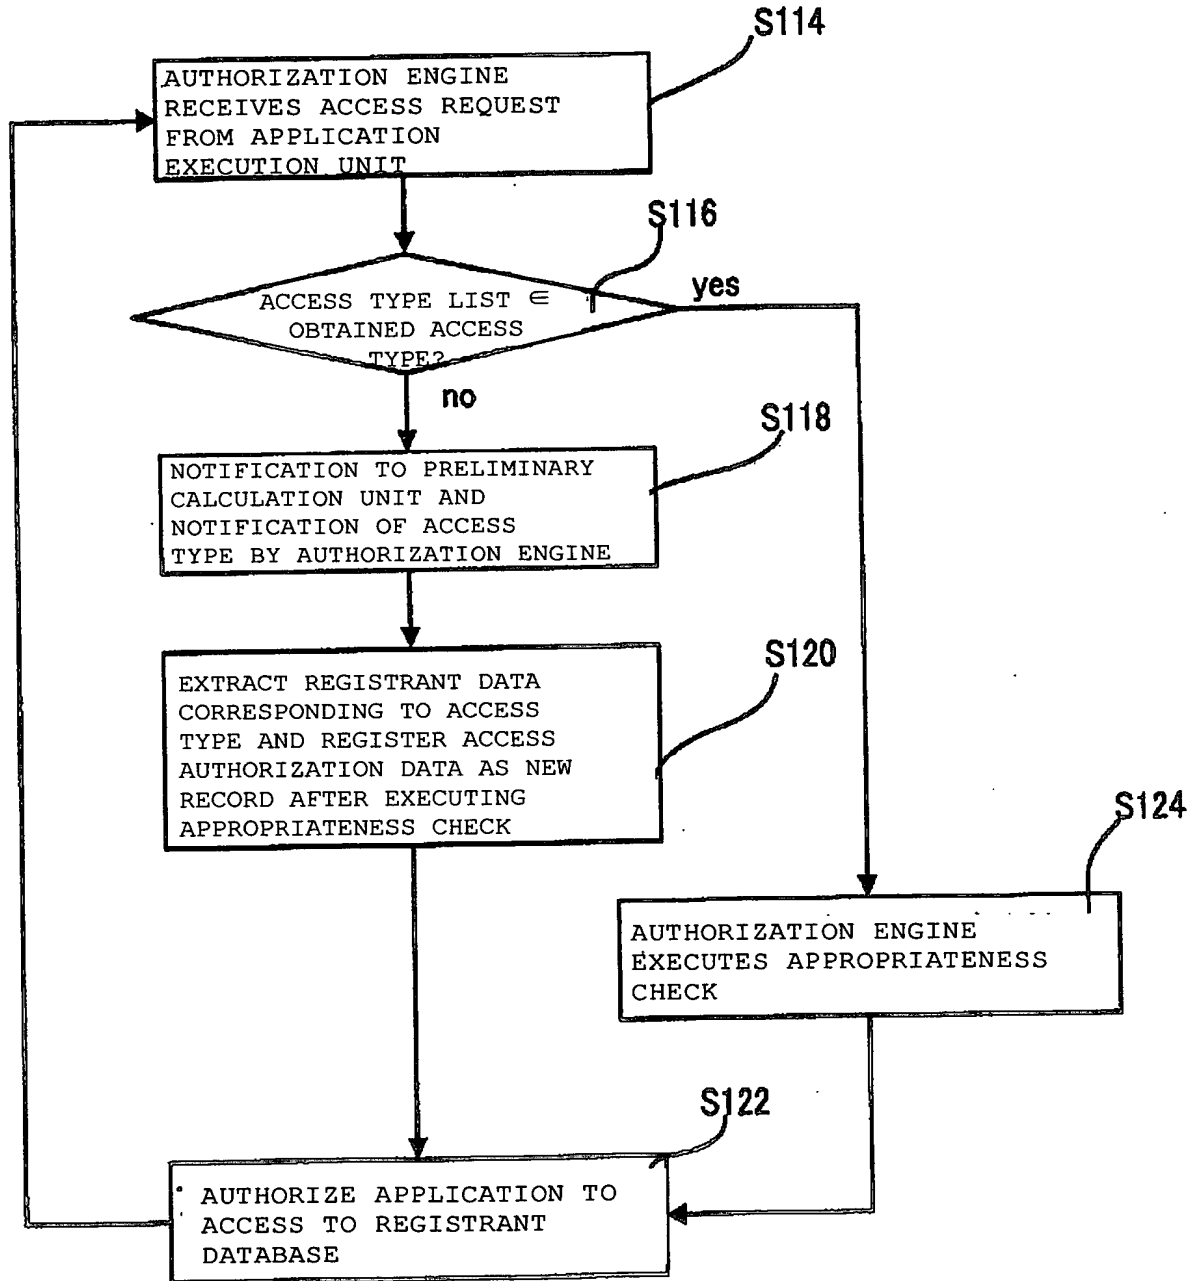 S114
AUTHORIZATION ENGINE
RECEIVES ACCESS REQUEST
FROM APPLICATION
EXECUTION UNIT
S116
ACCESS TYPE LIST ∈
OBTAINED ACCESS
TYPE?
yes
no
S118
NOTIFICATION TO PRELIMINARY
CALCULATION UNIT AND
NOTIFICATION OF ACCESS
TYPE BY AUTHORIZATION ENGINE
S120
EXTRACT REGISTRANT DATA
CORRESPONDING TO ACCESS
TYPE AND REGISTER ACCESS
AUTHORIZATION DATA AS NEW
RECORD AFTER EXECUTING
APPROPRIATENESS CHECK
S124
AUTHORIZATION ENGINE
EXECUTES APPROPRIATENESS
CHECK
S122
AUTHORIZE APPLICATION TO
ACCESS TO REGISTRANT
DATABASE